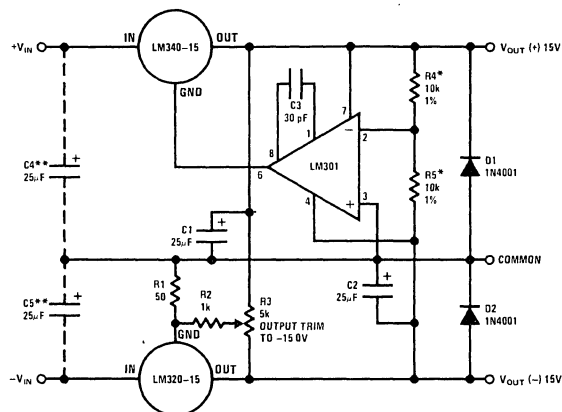 +VIN
IN
LM340-15
OUT
GND
VOUT (+) 15V
C3
30 pF
R4*
10k
1%
7
8
1
2
6
LM301
−
+
4
3
R5*
10k
1%
D1
1N4001
C4**
25μF
+
C1
25μF
+
COMMON
C5**
25μF
+
R1
50
R2
1k
R3
5k
OUTPUT TRIM
TO -15 0V
C2
25μF
+
D2
1N4001
GND
−VIN
IN
LM320-15
OUT
VOUT (−) 15V